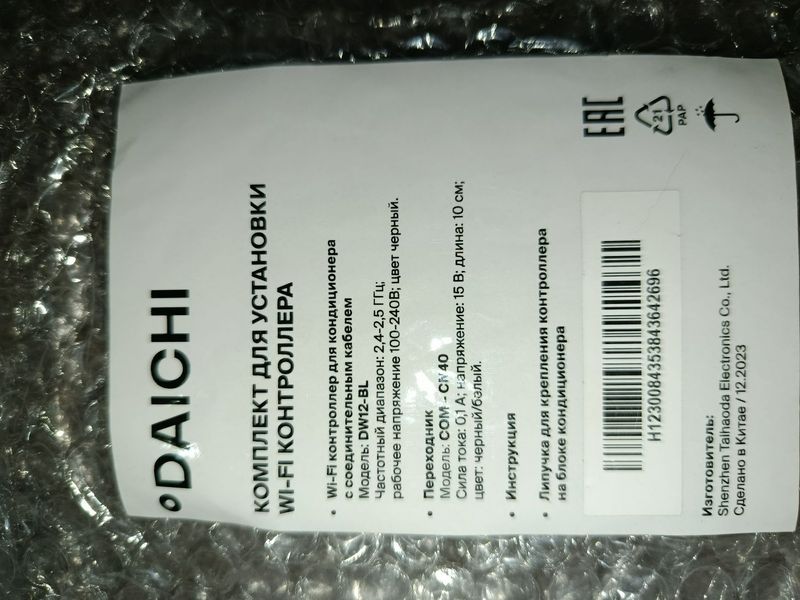 DAICHI
КОМПЛЕКТ ДЛЯ УСТАНОВКИ
WI-FI КОНТРОЛЛЕРА
• Wi-Fi контроллер для кондиционера
с соединительным кабелем
Модель: DW12-BL
Частотный диапазон: 2,4-2,5 ГГц;
рабочее напряжение 100-240В; цвет черный.
• Переходник
Модель: COM - CN40
Сила тока: 0,1 А; напряжение: 15 В; длина: 10 см;
цвет: черный/белый.
• Инструкция
• Липучка для крепления контроллера
на блоке кондиционера
EAC
21
PAP
H1230084353843642696
Изготовитель:
Shenzhen Taihaoda Electronics Co., Ltd.
Сделано в Китае / 12.2023